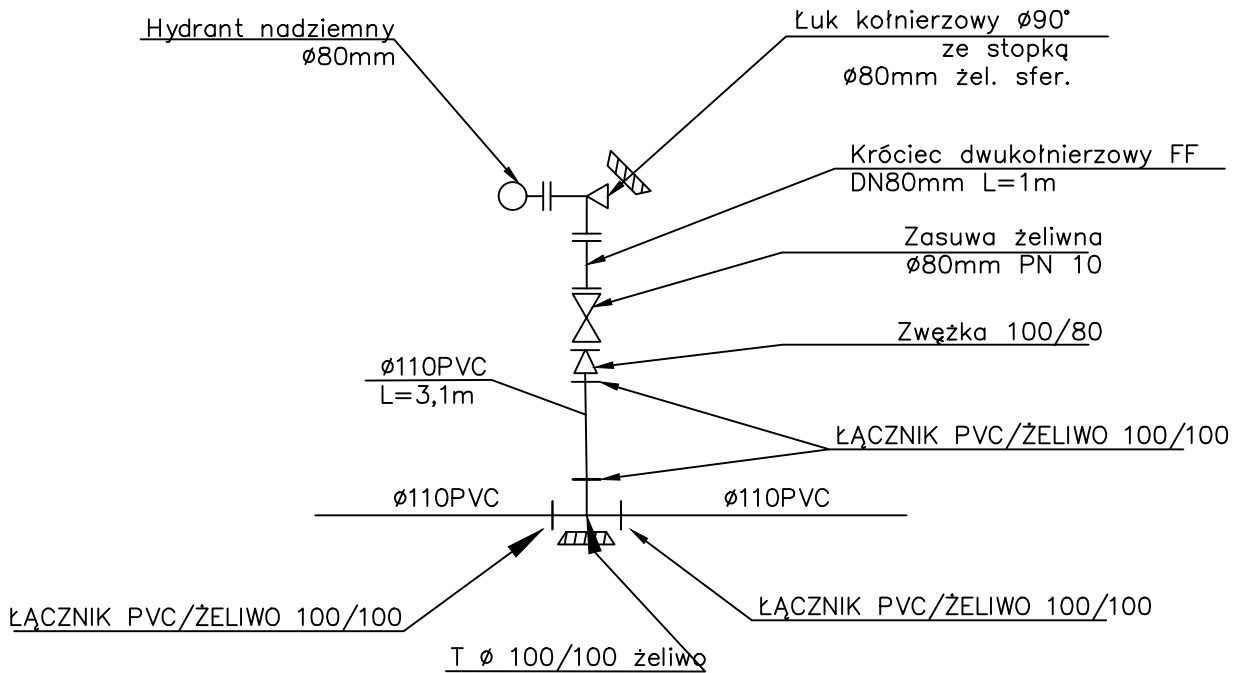 Hydrant nadziemny
ø80mm
Łuk kołnierzowy ø90°
ze stopką
ø80mm żel. sfer.
Króciec dwukołnierzowy FF
DN80mm L=1m
Zasuwa żeliwna
ø80mm PN 10
Zwężka 100/80
ø110PVC
L=3,1m
ŁĄCZNIK PVC/ŻELIWO 100/100
ø110PVC
ø110PVC
ŁĄCZNIK PVC/ŻELIWO 100/100
ŁĄCZNIK PVC/ŻELIWO 100/100
T ø 100/100 żeliwo